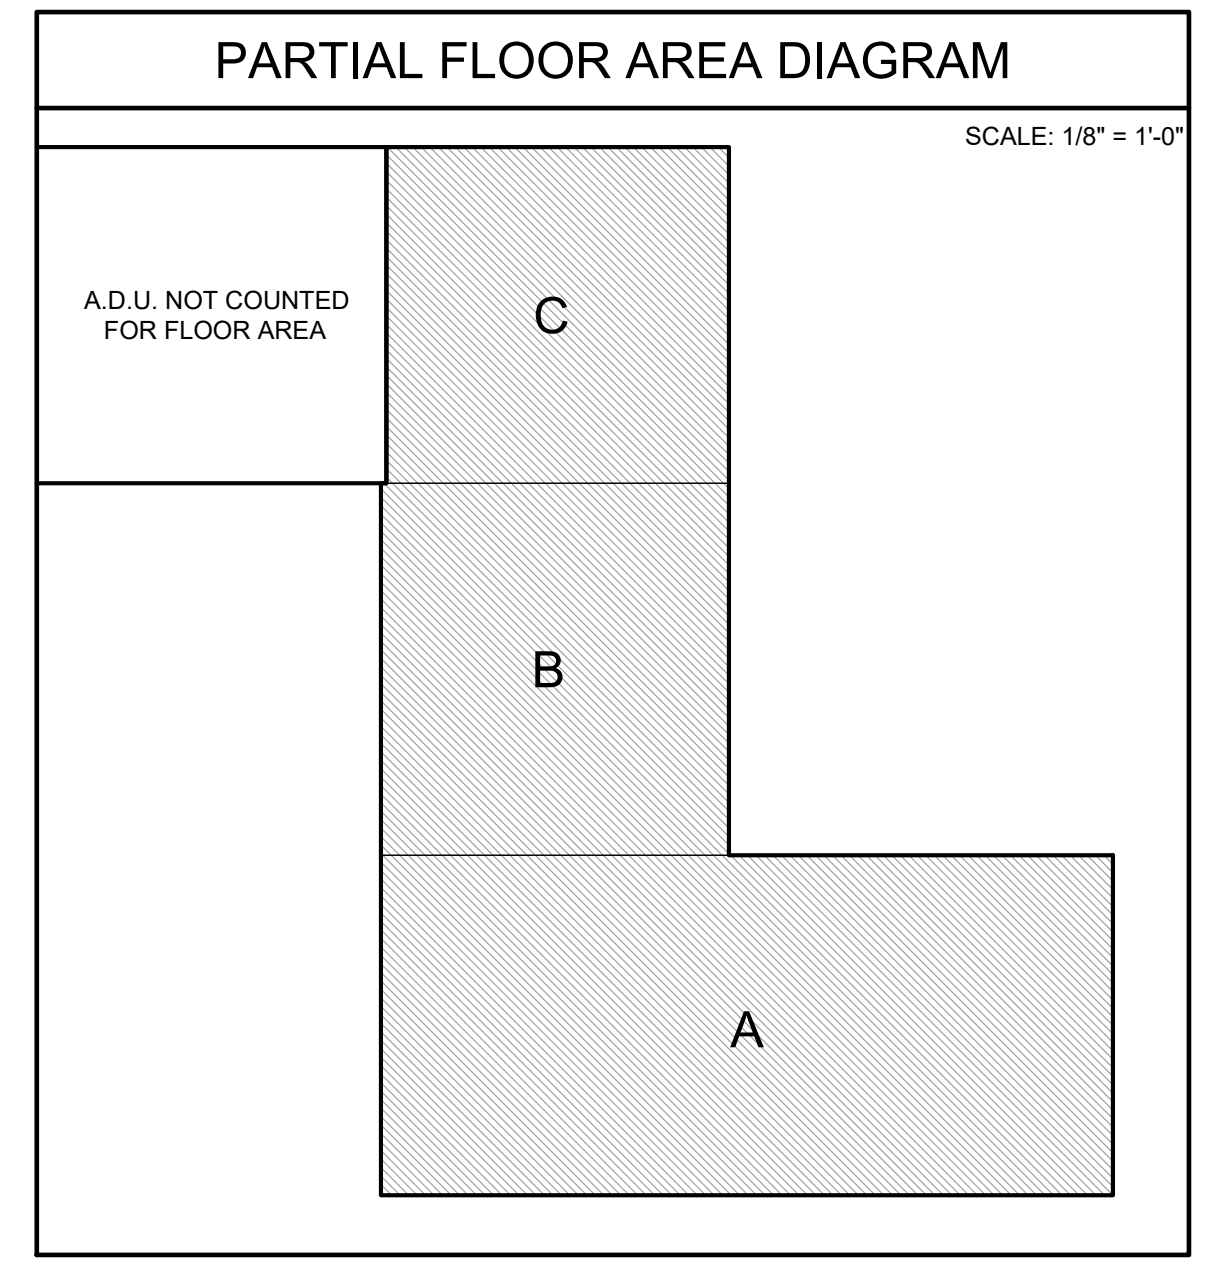 PARTIAL FLOOR AREA DIAGRAM
SCALE: 1/8" = 1'-0"
A.D.U. NOT COUNTED
FOR FLOOR AREA
C
B
A